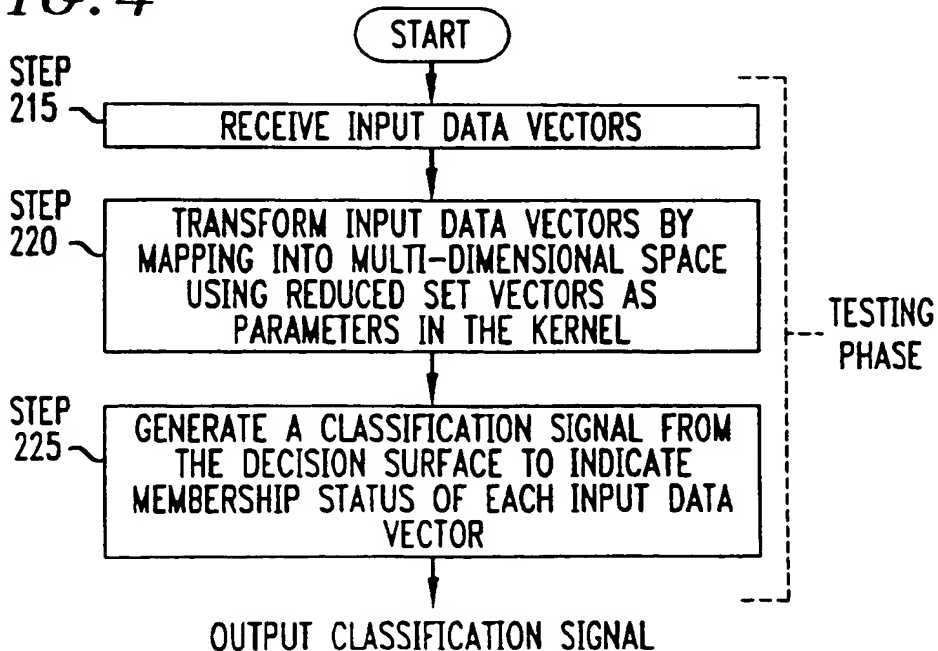 IG. 4
START
STEP
215
RECEIVE INPUT DATA VECTORS
STEP
220
TRANSFORM INPUT DATA VECTORS BY
MAPPING INTO MULTI-DIMENSIONAL SPACE
USING REDUCED SET VECTORS AS
PARAMETERS IN THE KERNEL
TESTING
PHASE
STEP
225
GENERATE A CLASSIFICATION SIGNAL FROM
THE DECISION SURFACE TO INDICATE
MEMBERSHIP STATUS OF EACH INPUT DATA
VECTOR
OUTPUT CLASSIFICATION SIGNAL